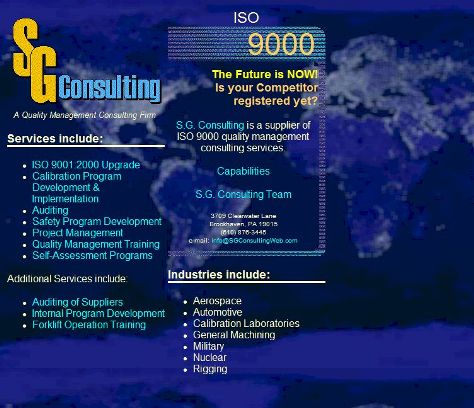 ISO
9000
SG Consulting
A Quality Management Consulting Firm
Services include:
ISO 9001:2000 Upgrade
Calibration Program
Development &
Implementation
Auditing
Safety Program Development
Project Management
Quality Management Training
Self-Assessment Programs
Additional Services include:
Auditing of Suppliers
Internal Program Development
Forklift Operation Training
The Future is NOW!
Is your Competitor
registered yet?
S.G. Consulting is a supplier of
ISO 9000 quality management
consulting services.
Capabilities
S.G. Consulting Team
3709 Clearwater Lane
Brookhaven, PA 19015
(610) 876-3446
e-mail: info@SGConsultingWeb.com
Industries include:
Aerospace
Automotive
Calibration Laboratories
General Machining
Military
Nuclear
Rigging